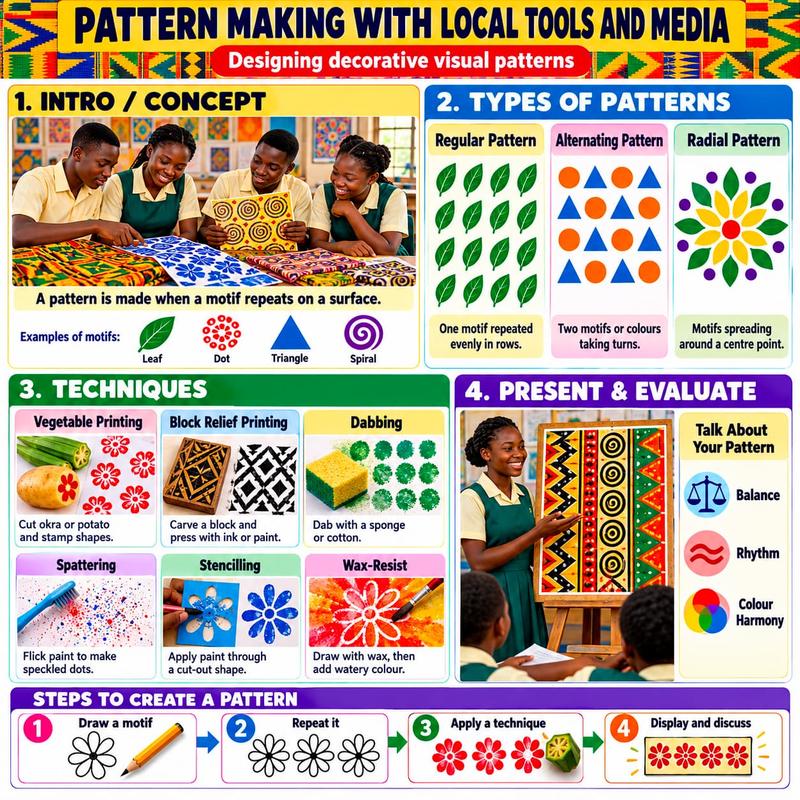 PATTERN MAKING WITH LOCAL TOOLS AND MEDIA
Designing decorative visual patterns
1. INTRO / CONCEPT
A pattern is made when a motif repeats on a surface.
Examples of motifs:
Leaf
Dot
Triangle
Spiral
2. TYPES OF PATTERNS
Regular Pattern
One motif repeated
evenly in rows.
Alternating Pattern
Two motifs or colours
taking turns.
Radial Pattern
Motifs spreading
around a centre point.
3. TECHNIQUES
Vegetable Printing
Cut okra or potato
and stamp shapes.
Block Relief Printing
Carve a block and
press with ink or paint.
Dabbing
Dab with a sponge
or cotton.
Spattering
Flick paint to make
speckled dots.
Stencilling
Apply paint through
a cut-out shape.
Wax-Resist
Draw with wax, then
add watery colour.
4. PRESENT & EVALUATE
Talk About
Your Pattern
Balance
Rhythm
Colour
Harmony
STEPS TO CREATE A PATTERN
1 Draw a motif
2 Repeat it
3 Apply a technique
4 Display and discuss